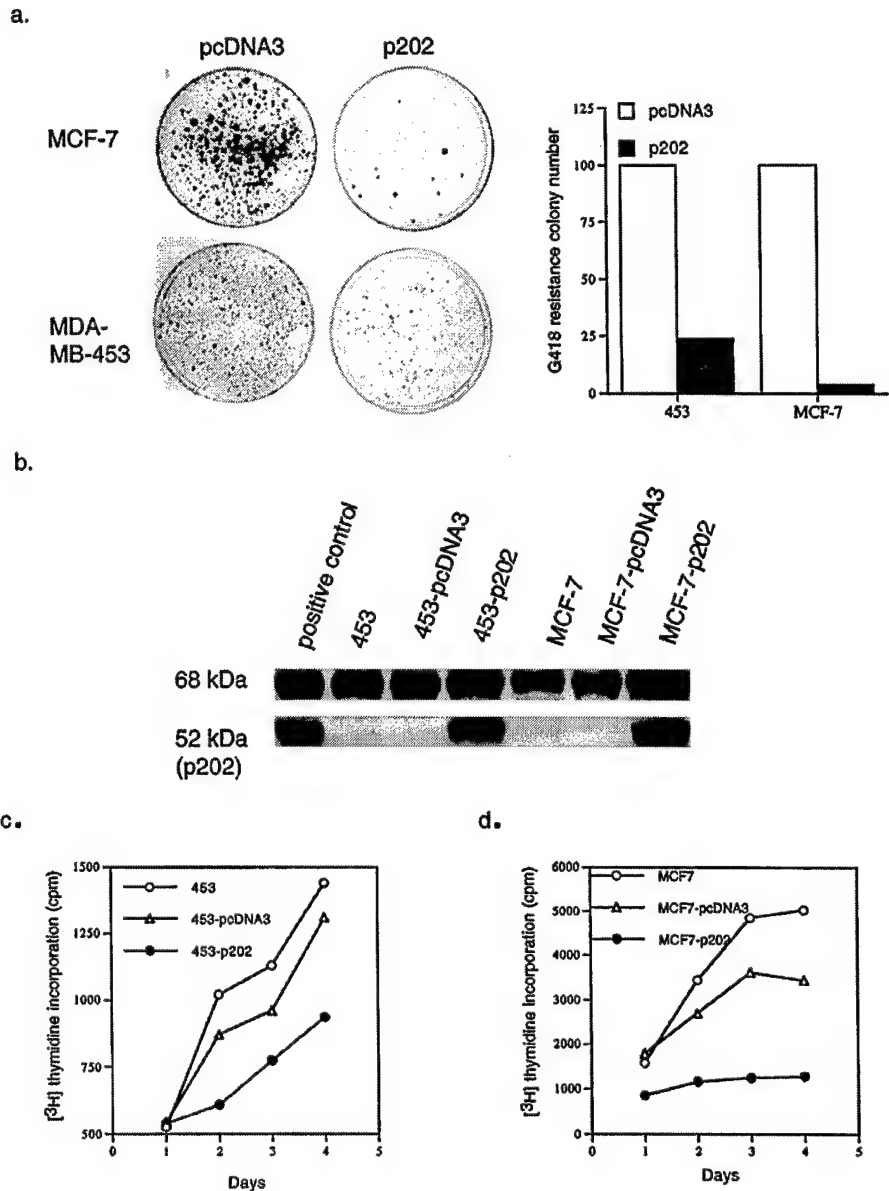 a.
pcDNA3
p202
MCF-7
MDA-
MB-453
G418 resistance colony number
125
100
75
50
25
0
pcDNA3
p202
453
MCF-7
b.
positive control
453
453-pcDNA3
453-p202
MCF-7
MCF-7-pcDNA3
MCF-7-p202
68 kDa
52 kDa
(p202)
c.
[3H] thymidine incorporation (cpm)
1500
1250
1000
750
500
453
453-pcDNA3
453-p202
0
1
2
3
4
5
Days
d.
[3H] thymidine incorporation (cpm)
6000
5000
4000
3000
2000
1000
0
MCF7
MCF7-pcDNA3
MCF7-p202
0
1
2
3
4
5
Days